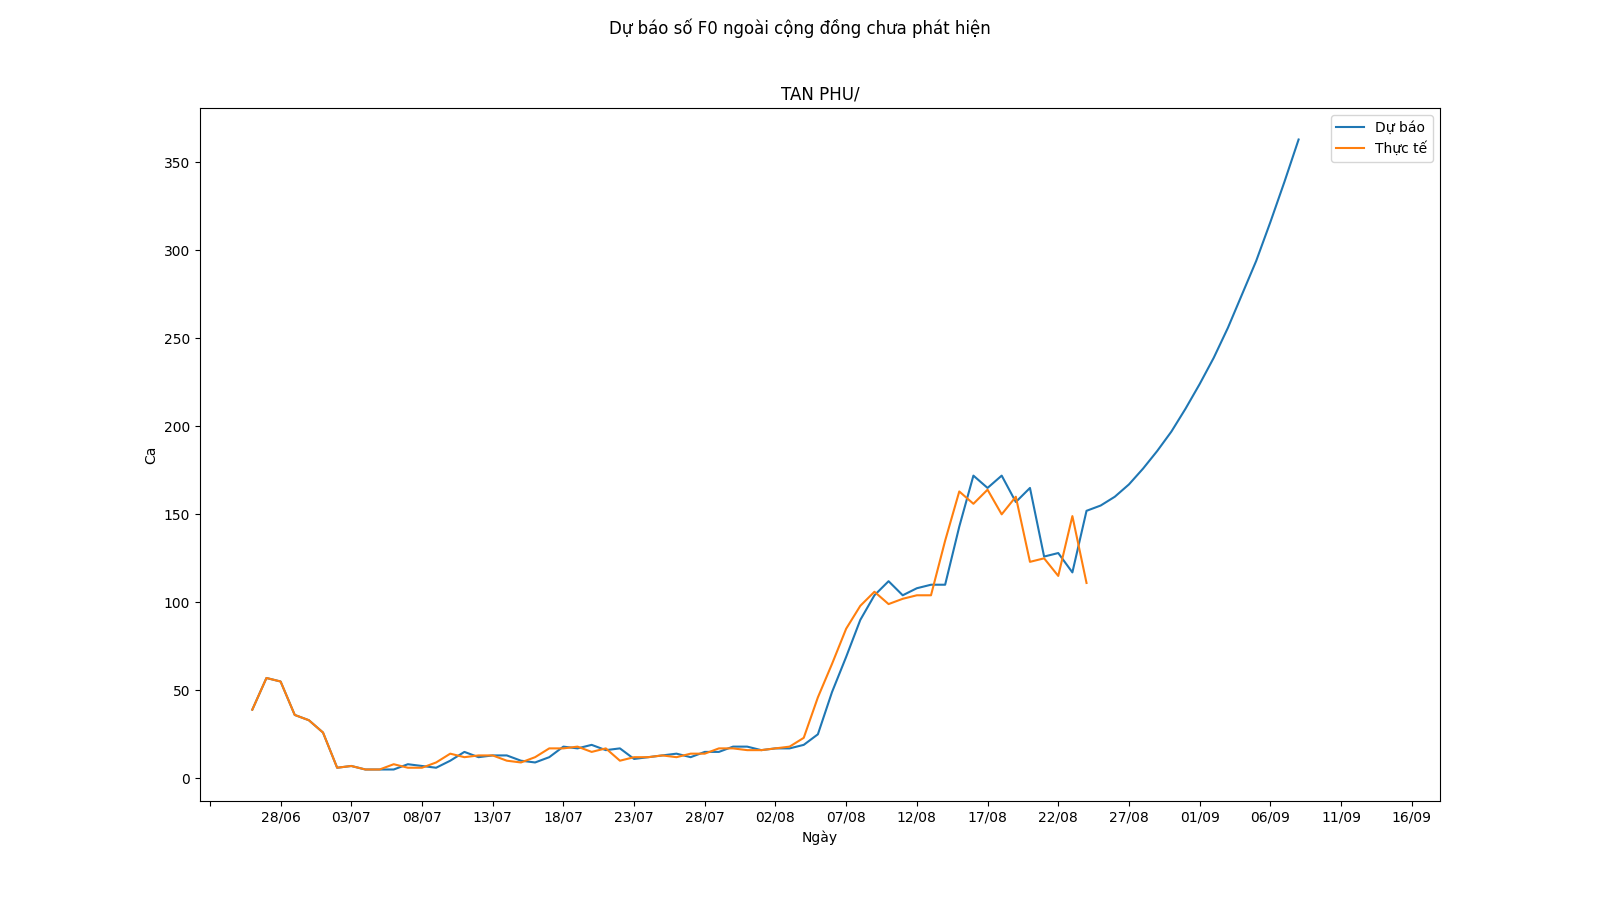 Dự báo số F0 ngoài cộng đồng chưa phát hiện
TAN PHU/
Dự báo
Thực tế
350
300
250
200
150
100
50
0
Ca
28/06 03/07 08/07 13/07 18/07 23/07 28/07 02/08 07/08 12/08 17/08 22/08 27/08 01/09 06/09 11/09 16/09
Ngày